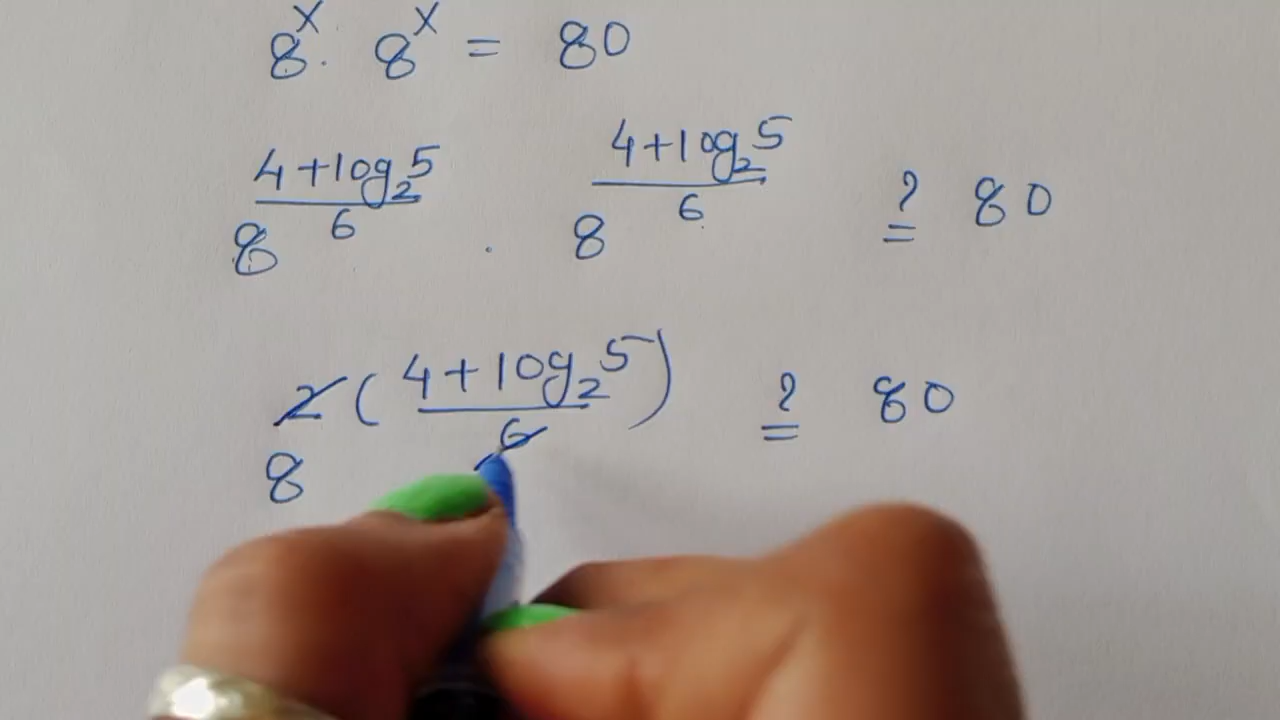 8^x . 8^x = 80
8^((4+log₂5)/6) . 8^((4+log₂5)/6) ≟ 80
8^(2((4+log₂5)/6)) ≟ 80